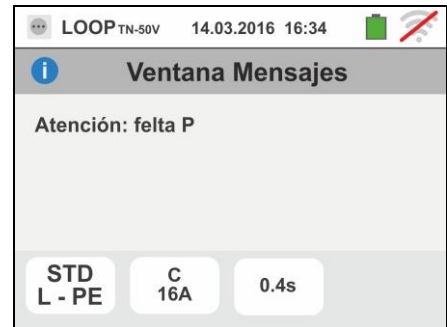 LOOP TN-50V 14.03.2016 16:34
i Ventana Mensajes
Atención: felta P
STD C 0.4s
L - PE 16A